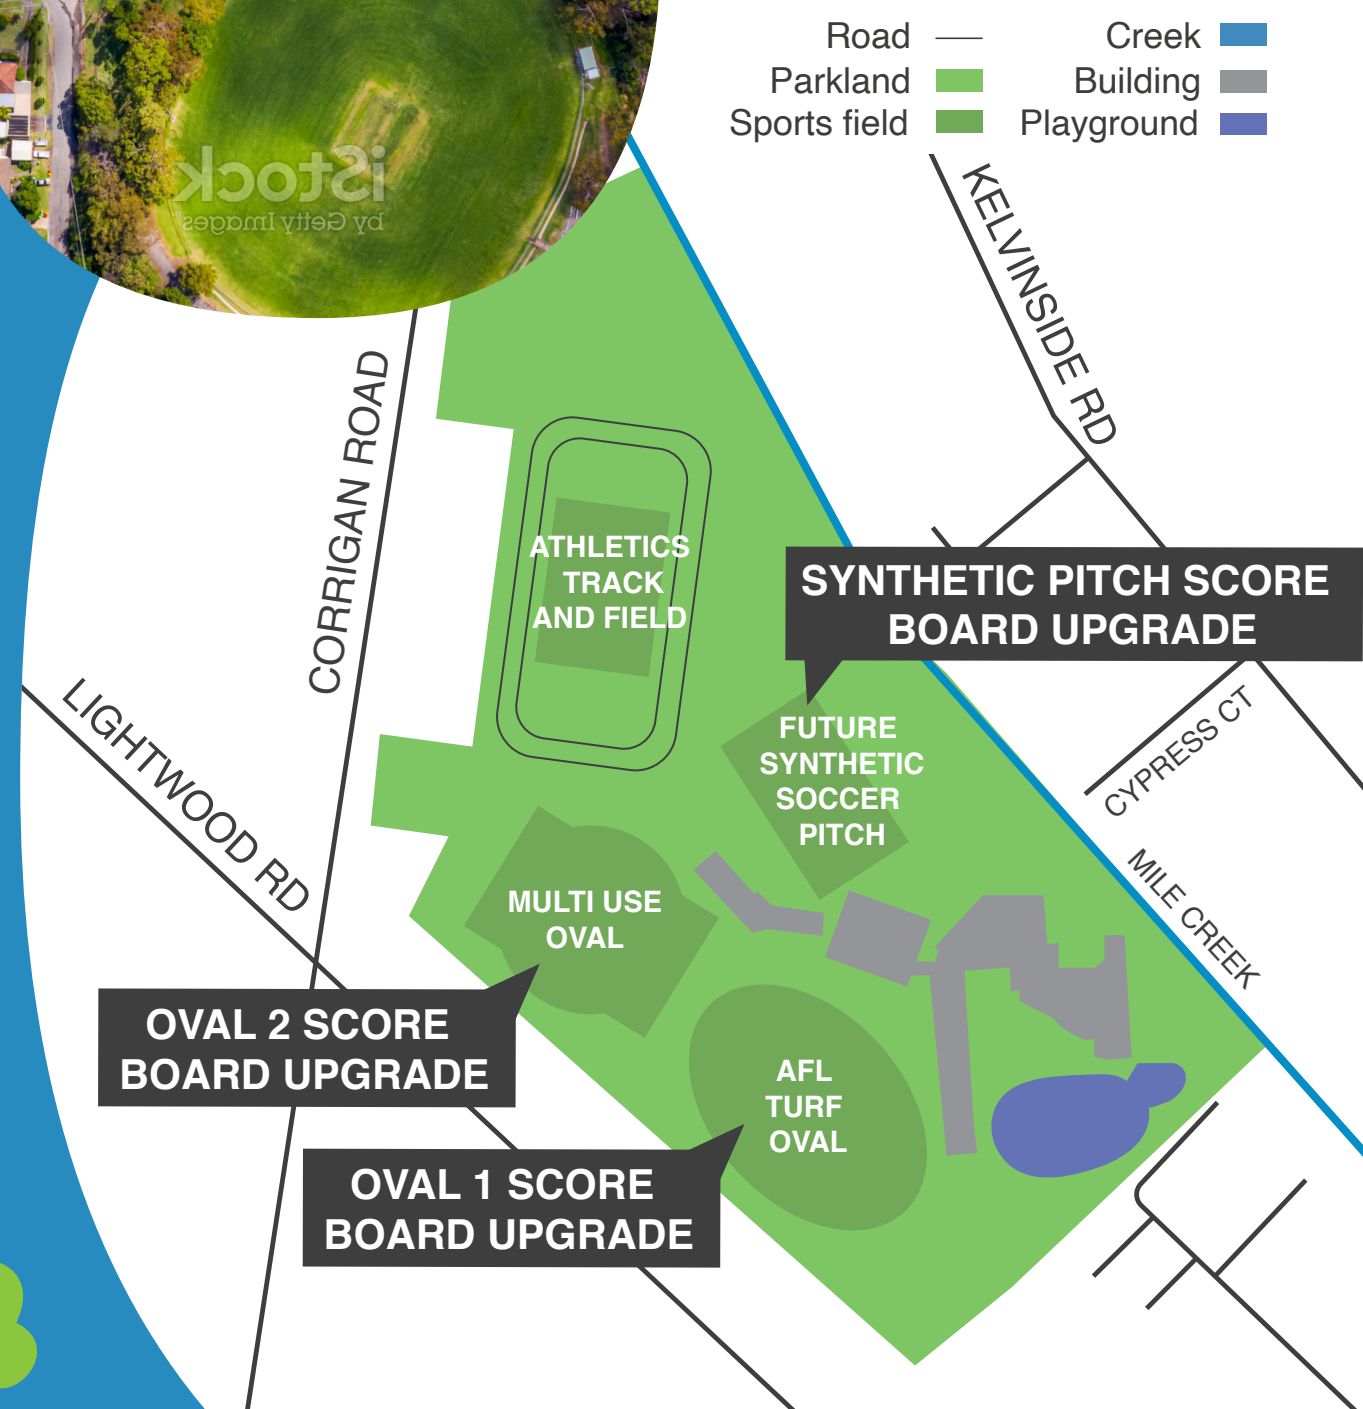 Road
Creek
Parkland
Building
Sports field
Playground
iStock
by Getty Images
KELVINSIDE RD
CORRIGAN ROAD
ATHLETICS
TRACK
AND FIELD
SYNTHETIC PITCH SCORE
BOARD UPGRADE
LIGHTWOOD RD
FUTURE
SYNTHETIC
SOCCER
PITCH
CYPRESS CT
MILE CREEK
MULTI USE
OVAL
OVAL 2 SCORE
BOARD UPGRADE
AFL
TURF
OVAL
OVAL 1 SCORE
BOARD UPGRADE